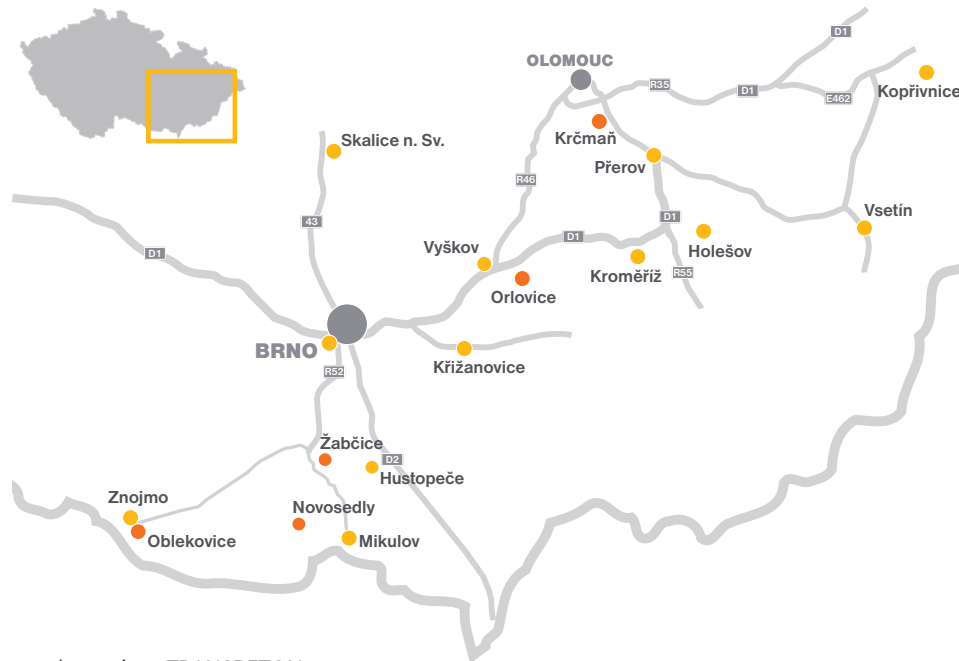 D1
OLOMOUC
R35
D1
E462
Kopřivnice
Krčmaň
Skalice n. Sv.
Přerov
R46
Vsetín
43
D1
D1
Holešov
Vyškov
D1
Kroměříž
R55
Orlovice
BRNO
Křižanovice
R52
Žabčice
D2
Hustopeče
Znojmo
Novosedly
Oblekovice
Mikulov